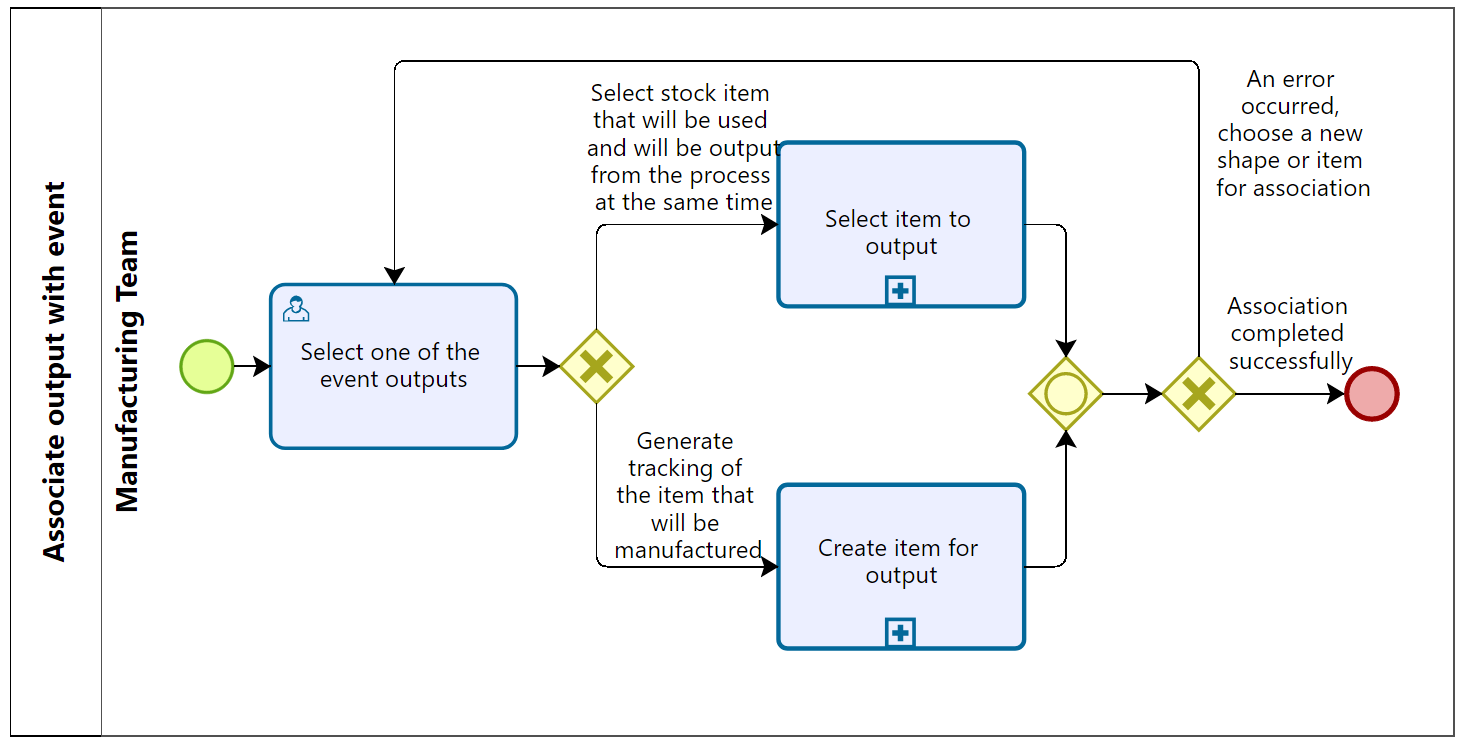 Associate output with event
Manufacturing Team
Select one of the
event outputs
Select stock item
that will be used
and will be output
from the process
at the same time
Select item to
output
Generate
tracking of
the item that
will be
manufactured
Create item for
output
An error
occurred,
choose a new
shape or item
for association
Association
completed
successfully